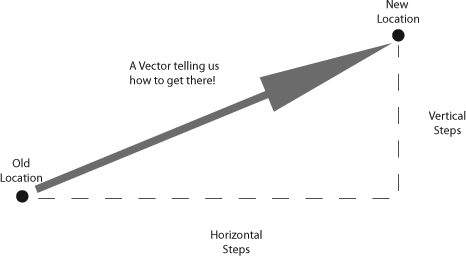 New
Location
A Vector telling us
how to get there!
Vertical
Steps
Old
Location
Horizontal
Steps